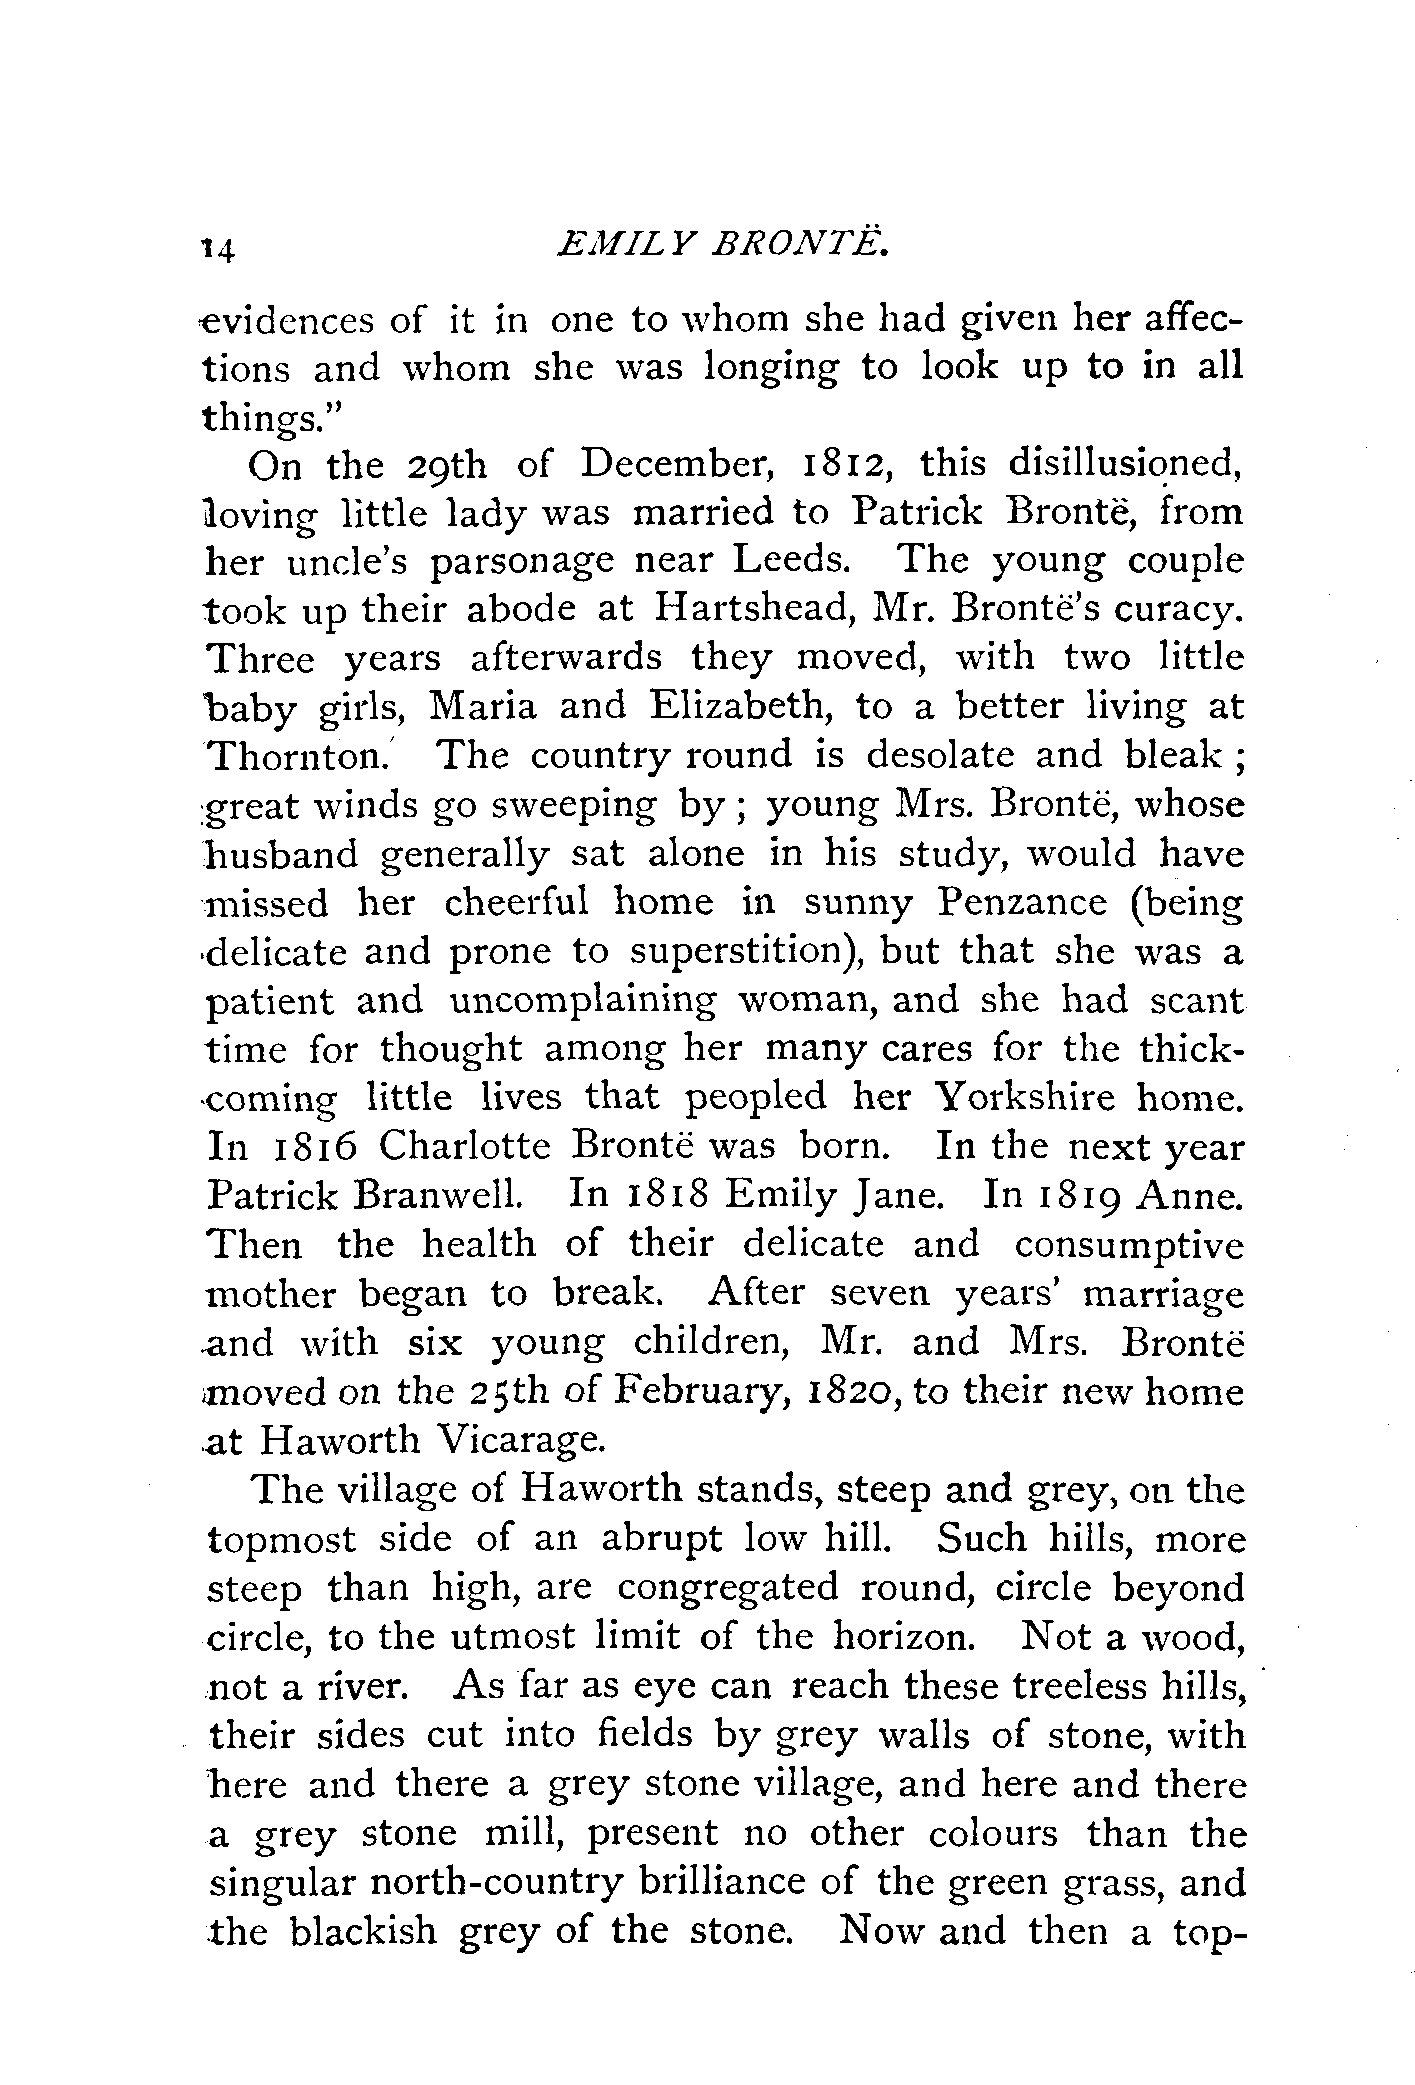 14 EMILY BRONTË.
evidences of it in one to whom she had given her affec-
tions and whom she was longing to look up to in all
things.”
On the 29th of December, 1812, this disillusioned,
loving little lady was married to Patrick Brontë, from
her uncle’s parsonage near Leeds. The young couple
took up their abode at Hartshead, Mr. Brontë’s curacy.
Three years afterwards they moved, with two little
baby girls, Maria and Elizabeth, to a better living at
Thornton. The country round is desolate and bleak ;
great winds go sweeping by ; young Mrs. Brontë, whose
husband generally sat alone in his study, would have
missed her cheerful home in sunny Penzance (being
delicate and prone to superstition), but that she was a
patient and uncomplaining woman, and she had scant
time for thought among her many cares for the thick-
coming little lives that peopled her Yorkshire home.
In 1816 Charlotte Brontë was born. In the next year
Patrick Branwell. In 1818 Emily Jane. In 1819 Anne.
Then the health of their delicate and consumptive
mother began to break. After seven years’ marriage
and with six young children, Mr. and Mrs. Brontë
moved on the 25th of February, 1820, to their new home
at Haworth Vicarage.
The village of Haworth stands, steep and grey, on the
topmost side of an abrupt low hill. Such hills, more
steep than high, are congregated round, circle beyond
circle, to the utmost limit of the horizon. Not a wood,
not a river. As far as eye can reach these treeless hills,
their sides cut into fields by grey walls of stone, with
here and there a grey stone village, and here and there
a grey stone mill, present no other colours than the
singular north-country brilliance of the green grass, and
the blackish grey of the stone. Now and then a top-